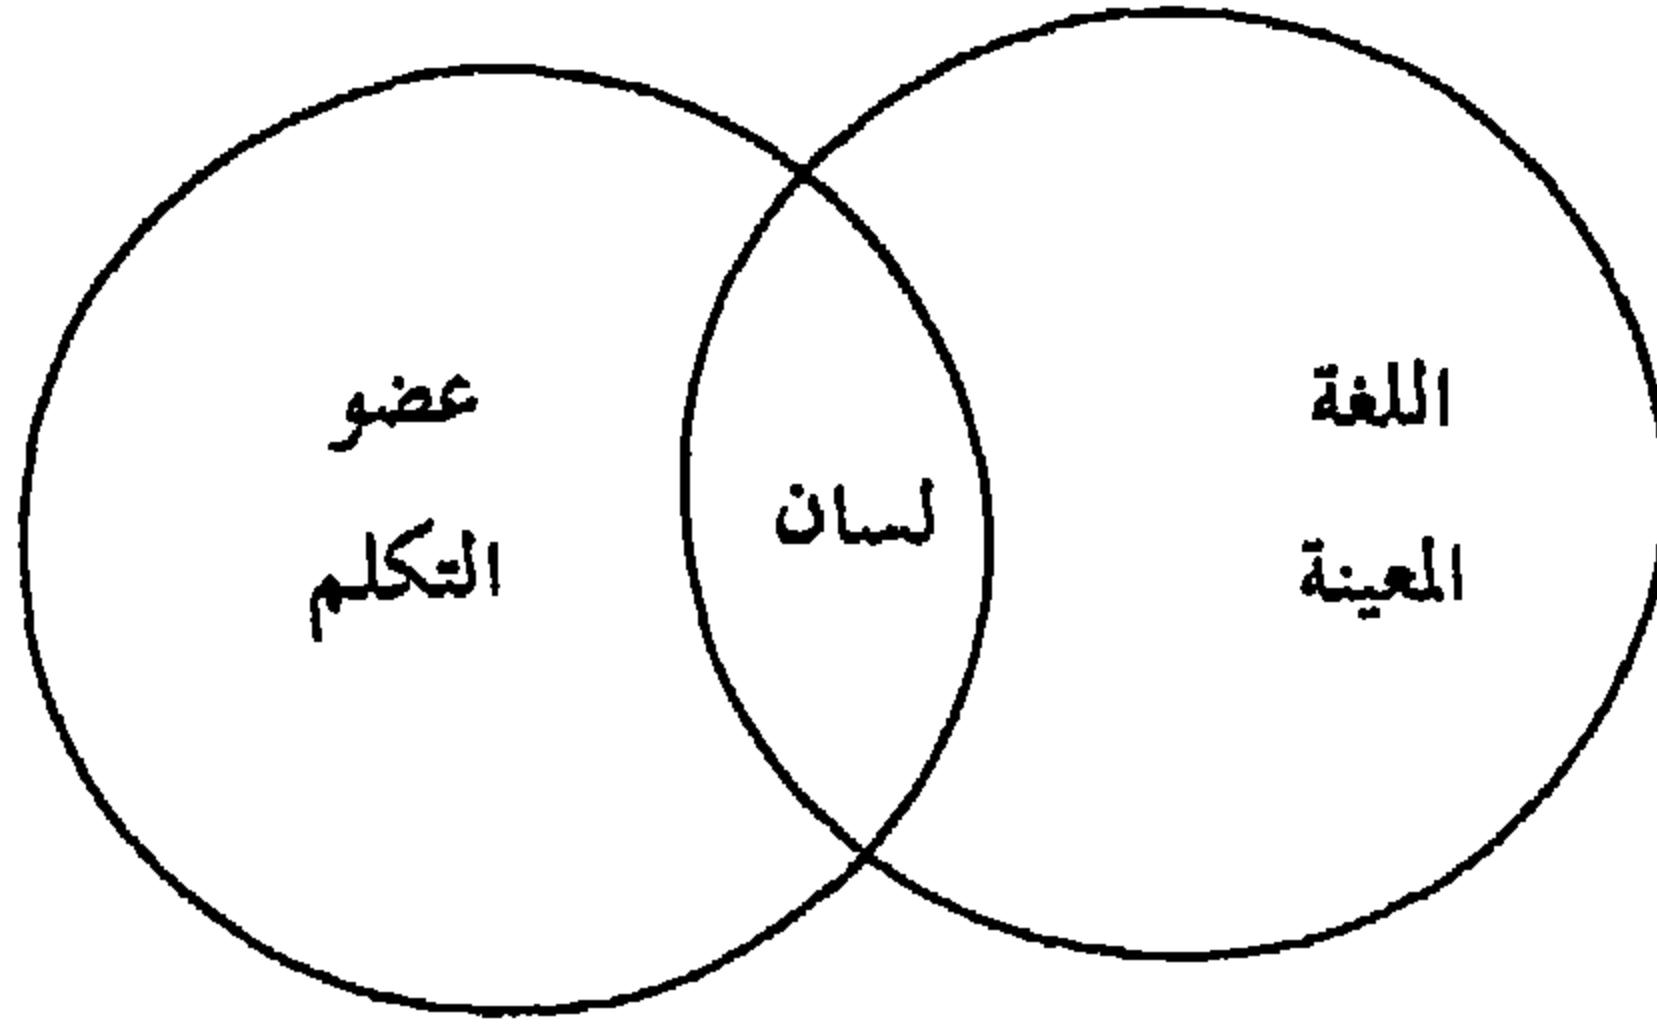 اللغة
المعينة
لسان
عضو
التكلم